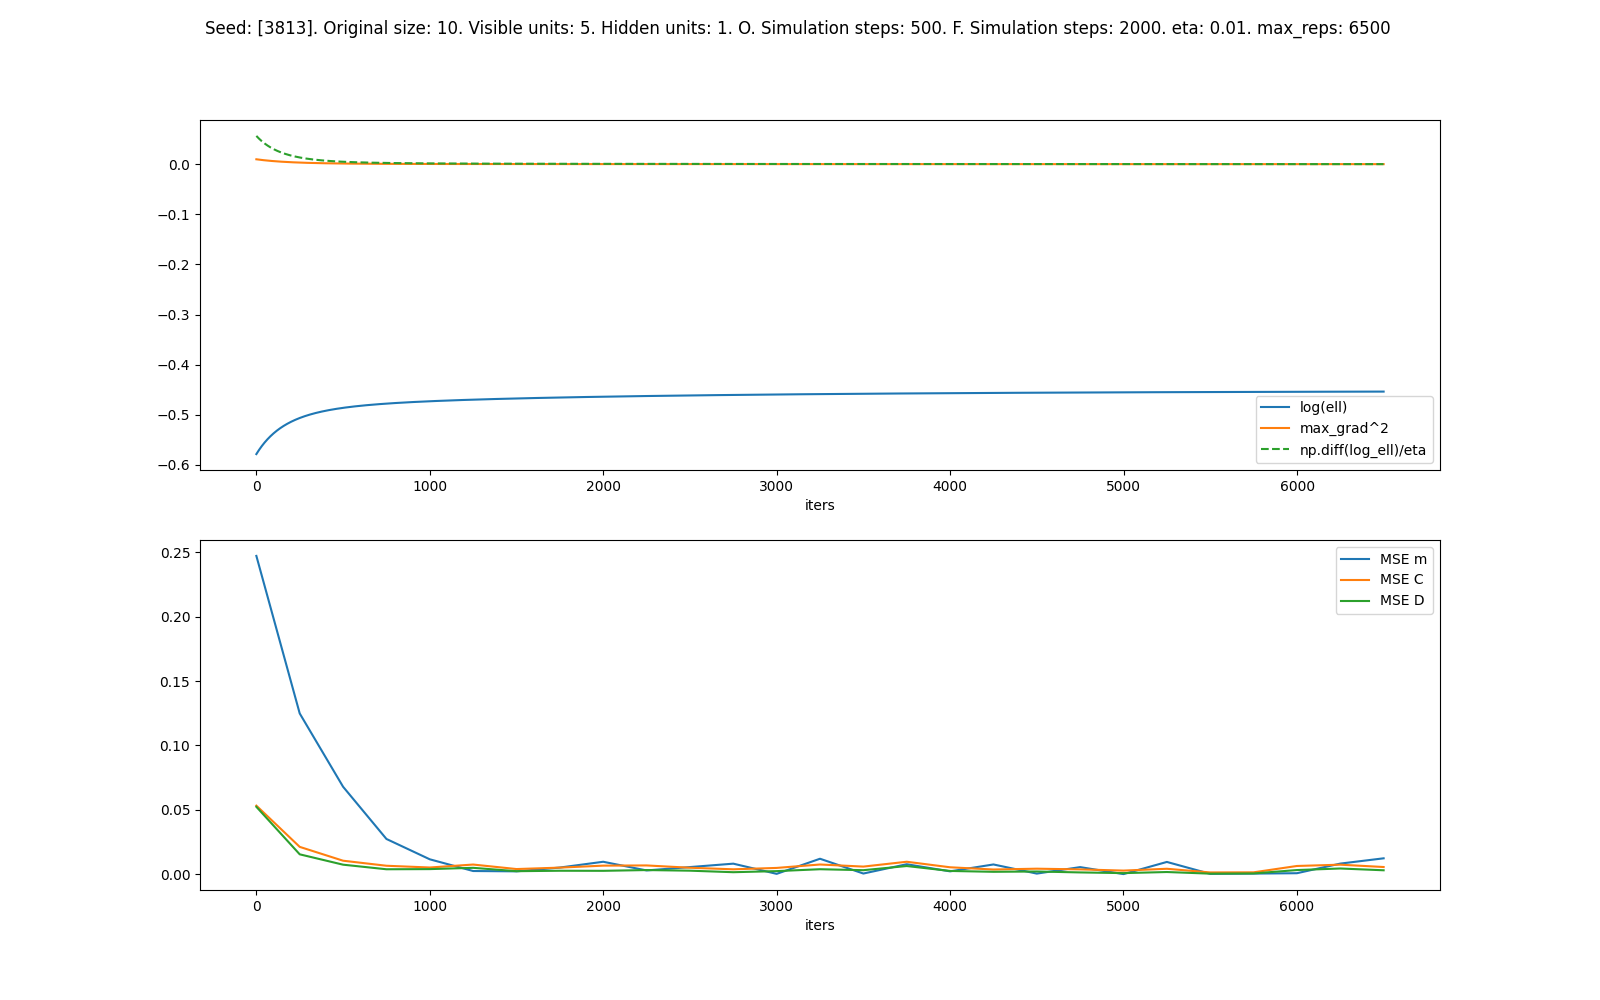 Seed: [3813]. Original size: 10. Visible units: 5. Hidden units: 1. O. Simulation steps: 500. F. Simulation steps: 2000. eta: 0.01. max_reps: 6500
0.0
−0.1
−0.2
−0.3
−0.4
−0.5
−0.6
log(ell)
max_grad^2
np.diff(log_ell)/eta
0 1000 2000 3000 4000 5000 6000
iters
0.25
0.20
0.15
0.10
0.05
0.00
MSE m
MSE C
MSE D
0 1000 2000 3000 4000 5000 6000
iters